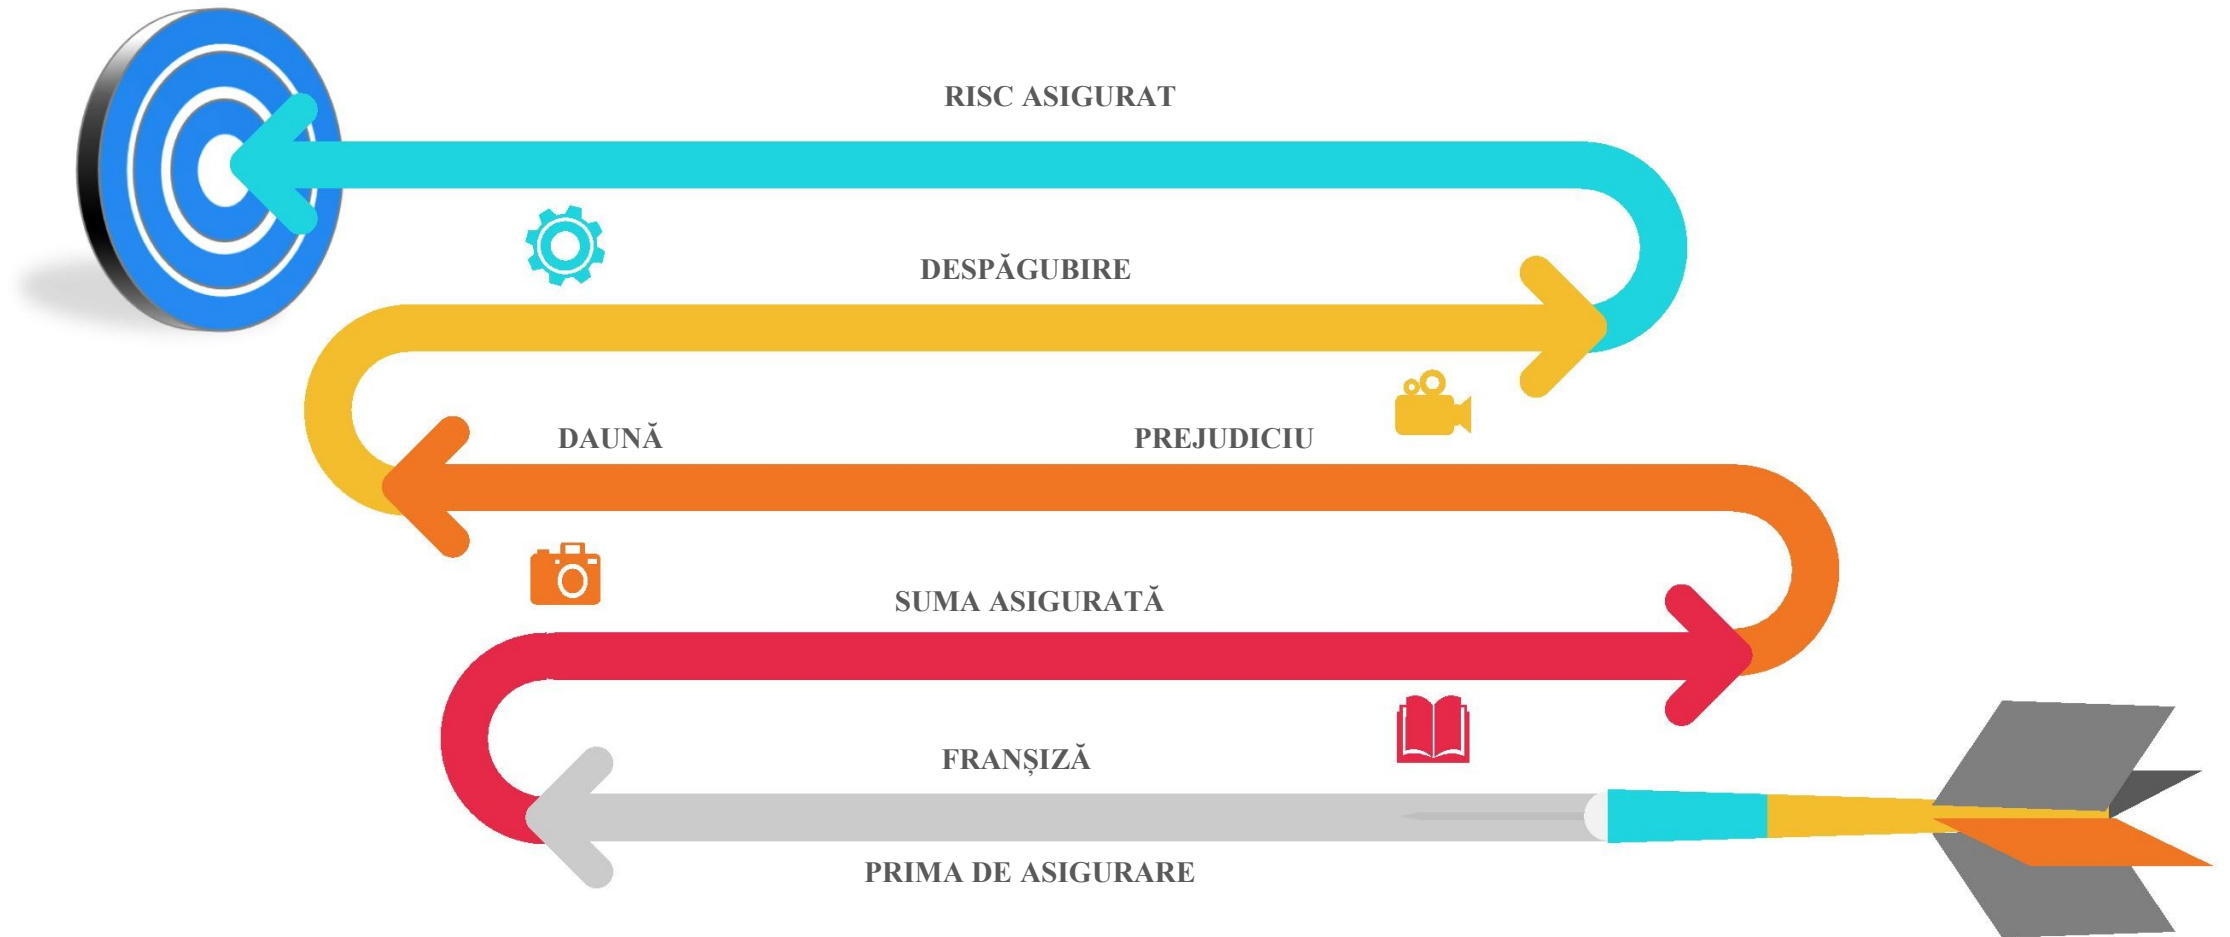 RISC ASIGURAT
DESPĂGUBIRE
DAUNĂ
PREJUDICIU
SUMA ASIGURATĂ
FRANȘIZĂ
PRIMA DE ASIGURARE